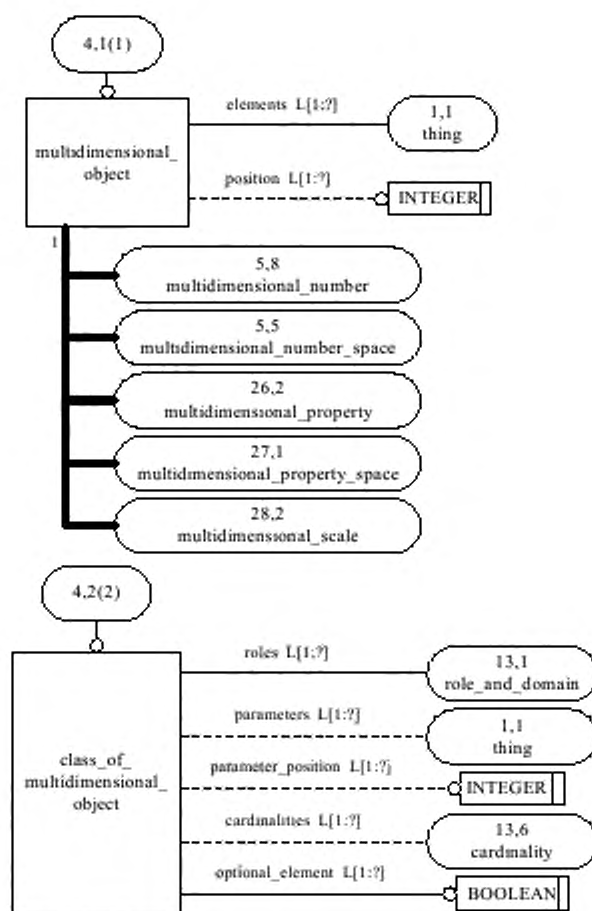 4,1(1)
elements L[1:?]
1,1
thing
multidimensional_
object
position L[1:?]
INTEGER
1
5,8
multidimensional_number
5,5
multidimensional_number_space
26,2
multidimensional_property
27,1
multidimensional_property_space
28,2
multidimensional_scale
4,2(2)
roles L[1:?]
13,1
role_and_domain
parameters L[1:?]
1,1
thing
class_of_
multidimensional_
object
parameter_position L[1:?]
INTEGER
cardinalities L[1:?]
13,6
cardinality
optional_element L[1:?]
BOOLEAN